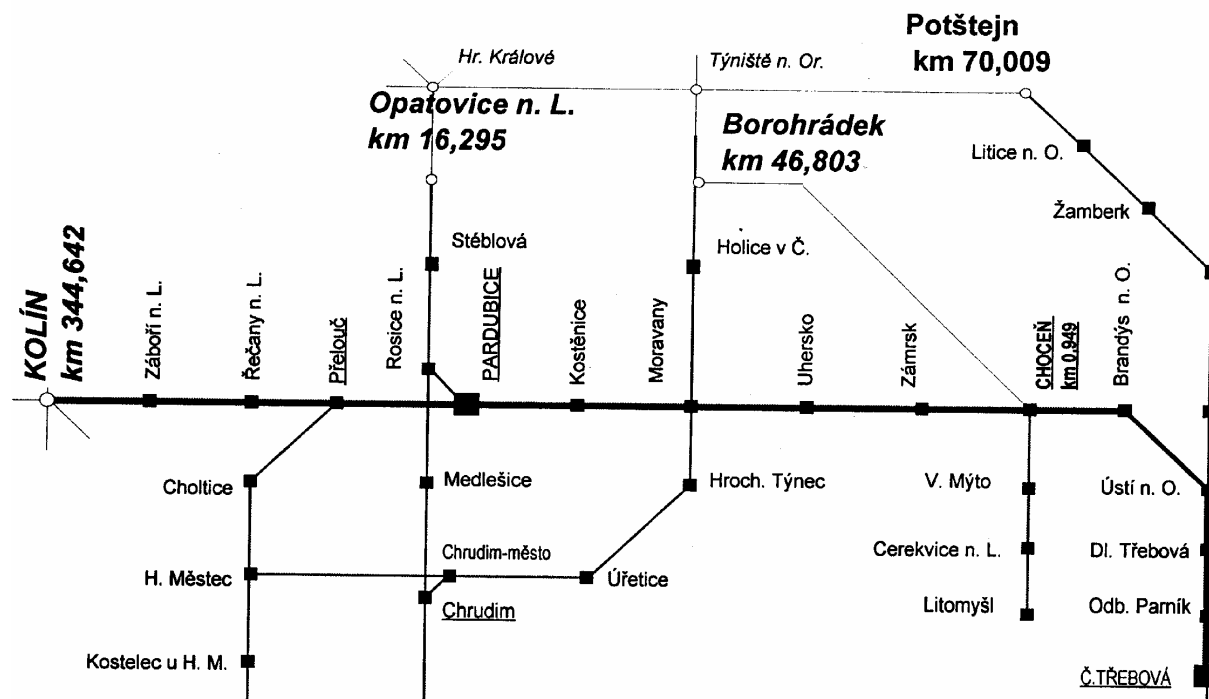 Potštejn
km 70,009
Hr. Králové
Týniště n. Or.
Opatovice n. L.
km 16,295
Borohrádek
km 46,803
Litice n. O.
Žamberk
Stéblová
Holice v Č.
KOLÍN
km 344,642
Záboří n. L.
Řečany n. L.
Přelouč
Rosice n. L.
PARDUBICE
Kostěnice
Moravany
Uhersko
Zámrsk
CHOCEŇ
km 0.949
Brandýs n. O.
Choltice
Medlešice
Hroch. Týnec
V. Mýto
Ústí n. O.
Chrudim-město
Cerekvice n. L.
Dl. Třebová
H. Městec
Úřetice
Chrudim
Litomyšl
Odb. Parník
Kostelec u H. M.
Č.TŘEBOVÁ